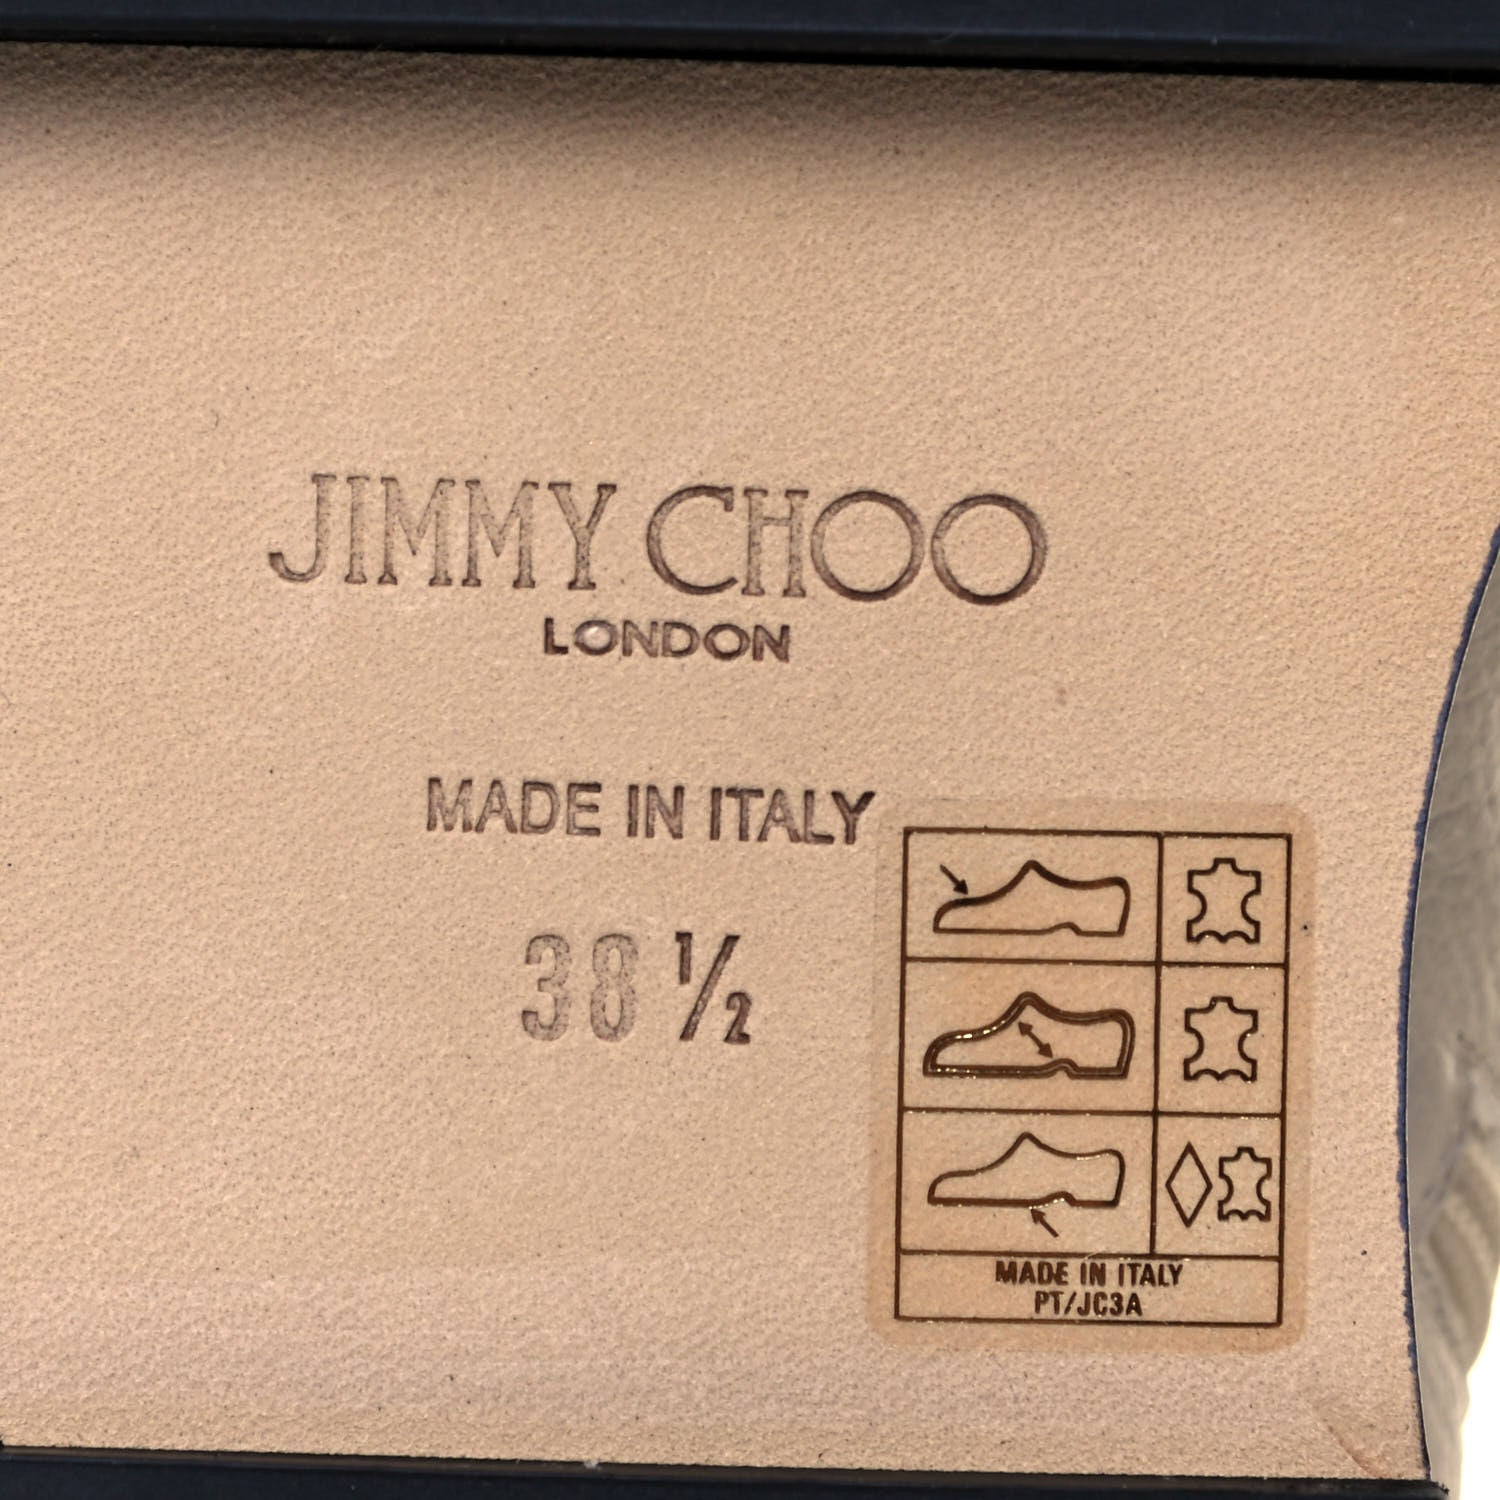 JIMMY CHOO
LONDON
MADE IN ITALY
38 ½
MADE IN ITALY
PT/JC3A